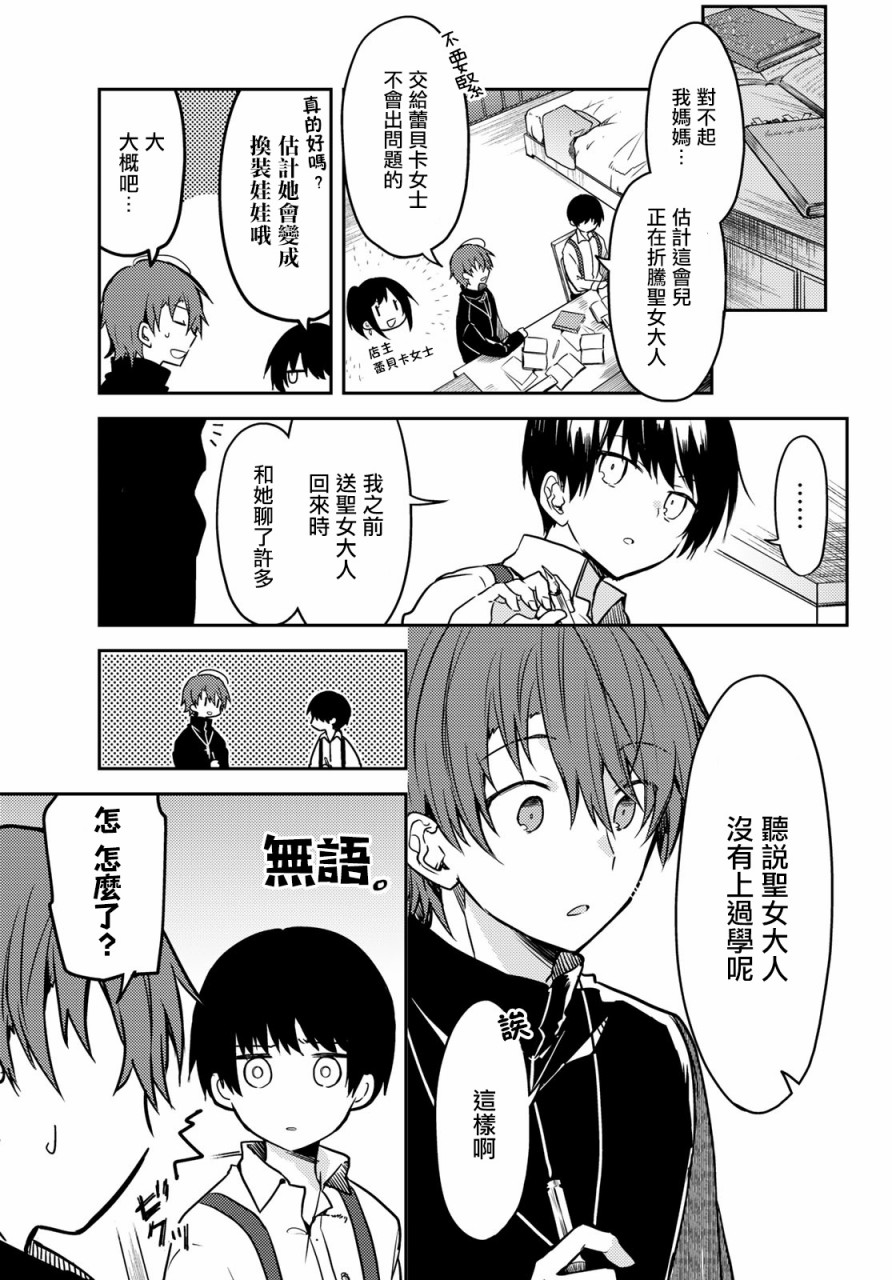 對不起
我媽媽…
估計這會兒
正在折騰聖女大人
不要緊
交給蕾貝卡女士
不會出問題的
店主
蕾貝卡女士
真的好嗎？
估計她會變成
換裝娃娃哦
大
大概吧…
……
我之前
送聖女大人
回來時
和她聊了許多
聽說聖女大人
沒有上過學呢
誒
這樣啊
無語。
怎 怎麼了？
ビクッ